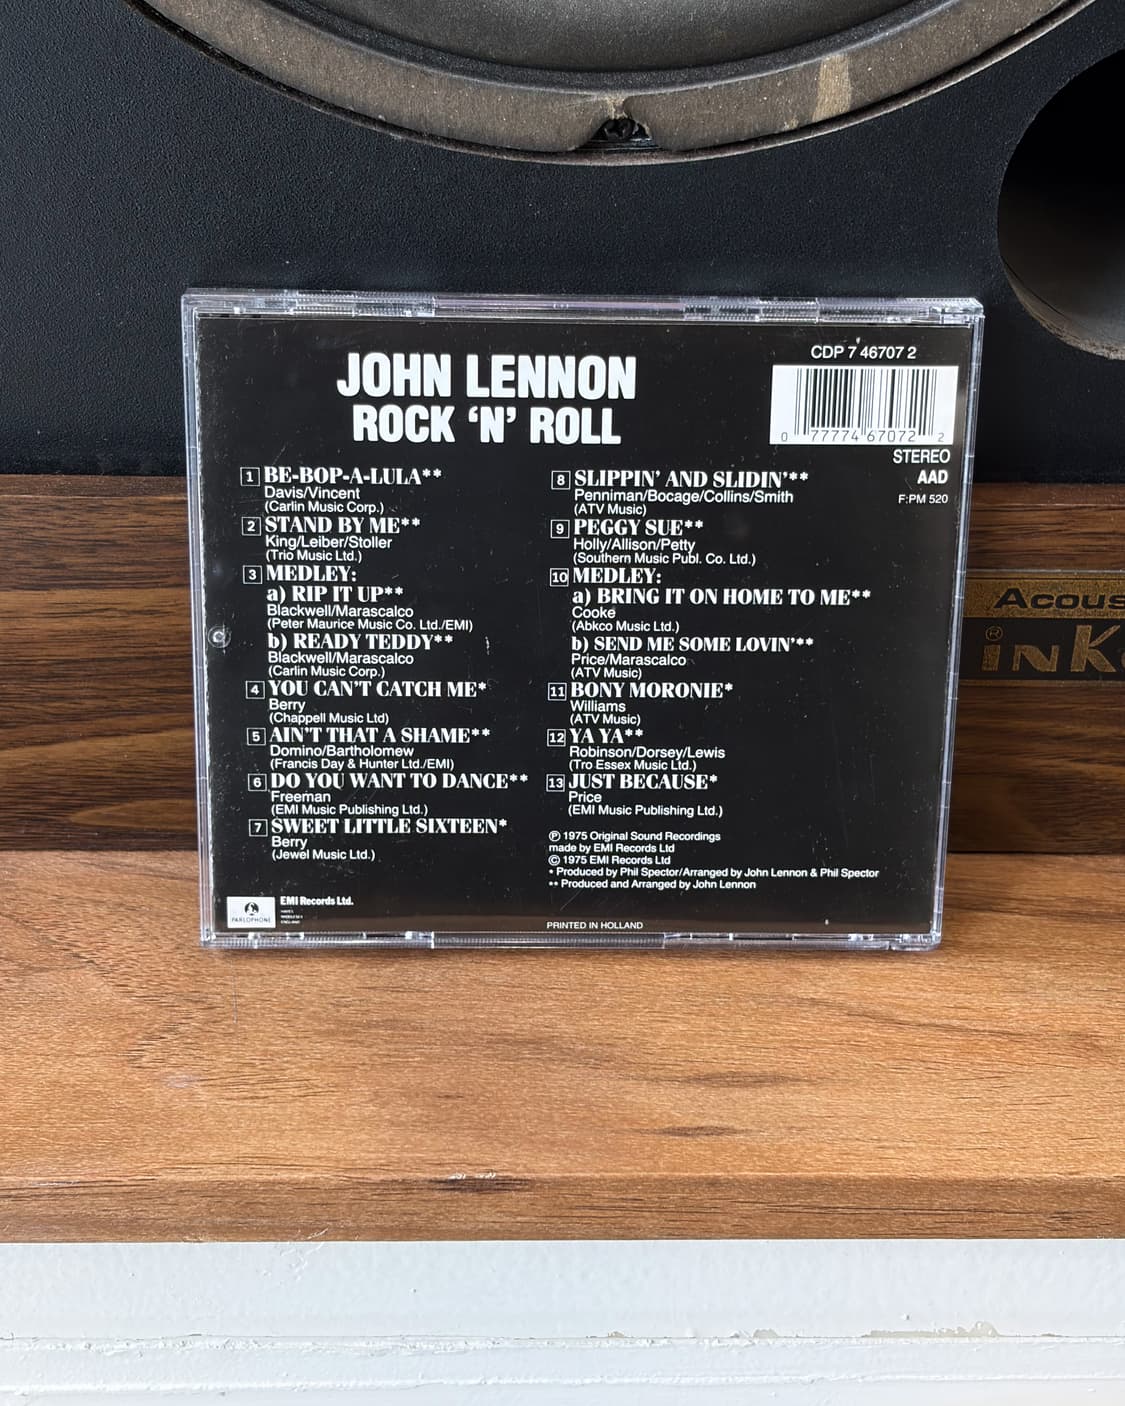 JOHN LENNON
ROCK ‘N’ ROLL
CDP 7 46707 2
0 77774 67072 2
STEREO
AAD
F:PM 520
1 BE-BOP-A-LULA**
Davis/Vincent
(Carlin Music Corp.)
2 STAND BY ME**
King/Leiber/Stoller
(Trio Music Ltd.)
3 MEDLEY:
a) RIP IT UP**
Blackwell/Marascalco
(Peter Maurice Music Co. Ltd./EMI)
b) READY TEDDY**
Blackwell/Marascalco
(Carlin Music Corp.)
4 YOU CAN'T CATCH ME*
Berry
(Chappell Music Ltd)
5 AIN'T THAT A SHAME**
Domino/Bartholomew
(Francis Day & Hunter Ltd./EMI)
6 DO YOU WANT TO DANCE**
Freeman
(EMI Music Publishing Ltd.)
7 SWEET LITTLE SIXTEEN*
Berry
(Jewel Music Ltd.)
8 SLIPPIN' AND SLIDIN'**
Penniman/Bocage/Collins/Smith
(ATV Music)
9 PEGGY SUE**
Holly/Allison/Petty
(Southern Music Publ. Co. Ltd.)
10 MEDLEY:
a) BRING IT ON HOME TO ME**
Cooke
(Abkco Music Ltd.)
b) SEND ME SOME LOVIN'**
Price/Marascalco
(ATV Music)
11 BONY MORONIE*
Williams
(ATV Music)
12 YA YA**
Robinson/Dorsey/Lewis
(Tro Essex Music Ltd.)
13 JUST BECAUSE*
Price
(EMI Music Publishing Ltd.)
℗ 1975 Original Sound Recordings
made by EMI Records Ltd
© 1975 EMI Records Ltd
* Produced by Phil Spector/Arranged by John Lennon & Phil Spector
** Produced and Arranged by John Lennon
PARLOPHONE
EMI Records Ltd.
PRINTED IN HOLLAND
Acous
® inK